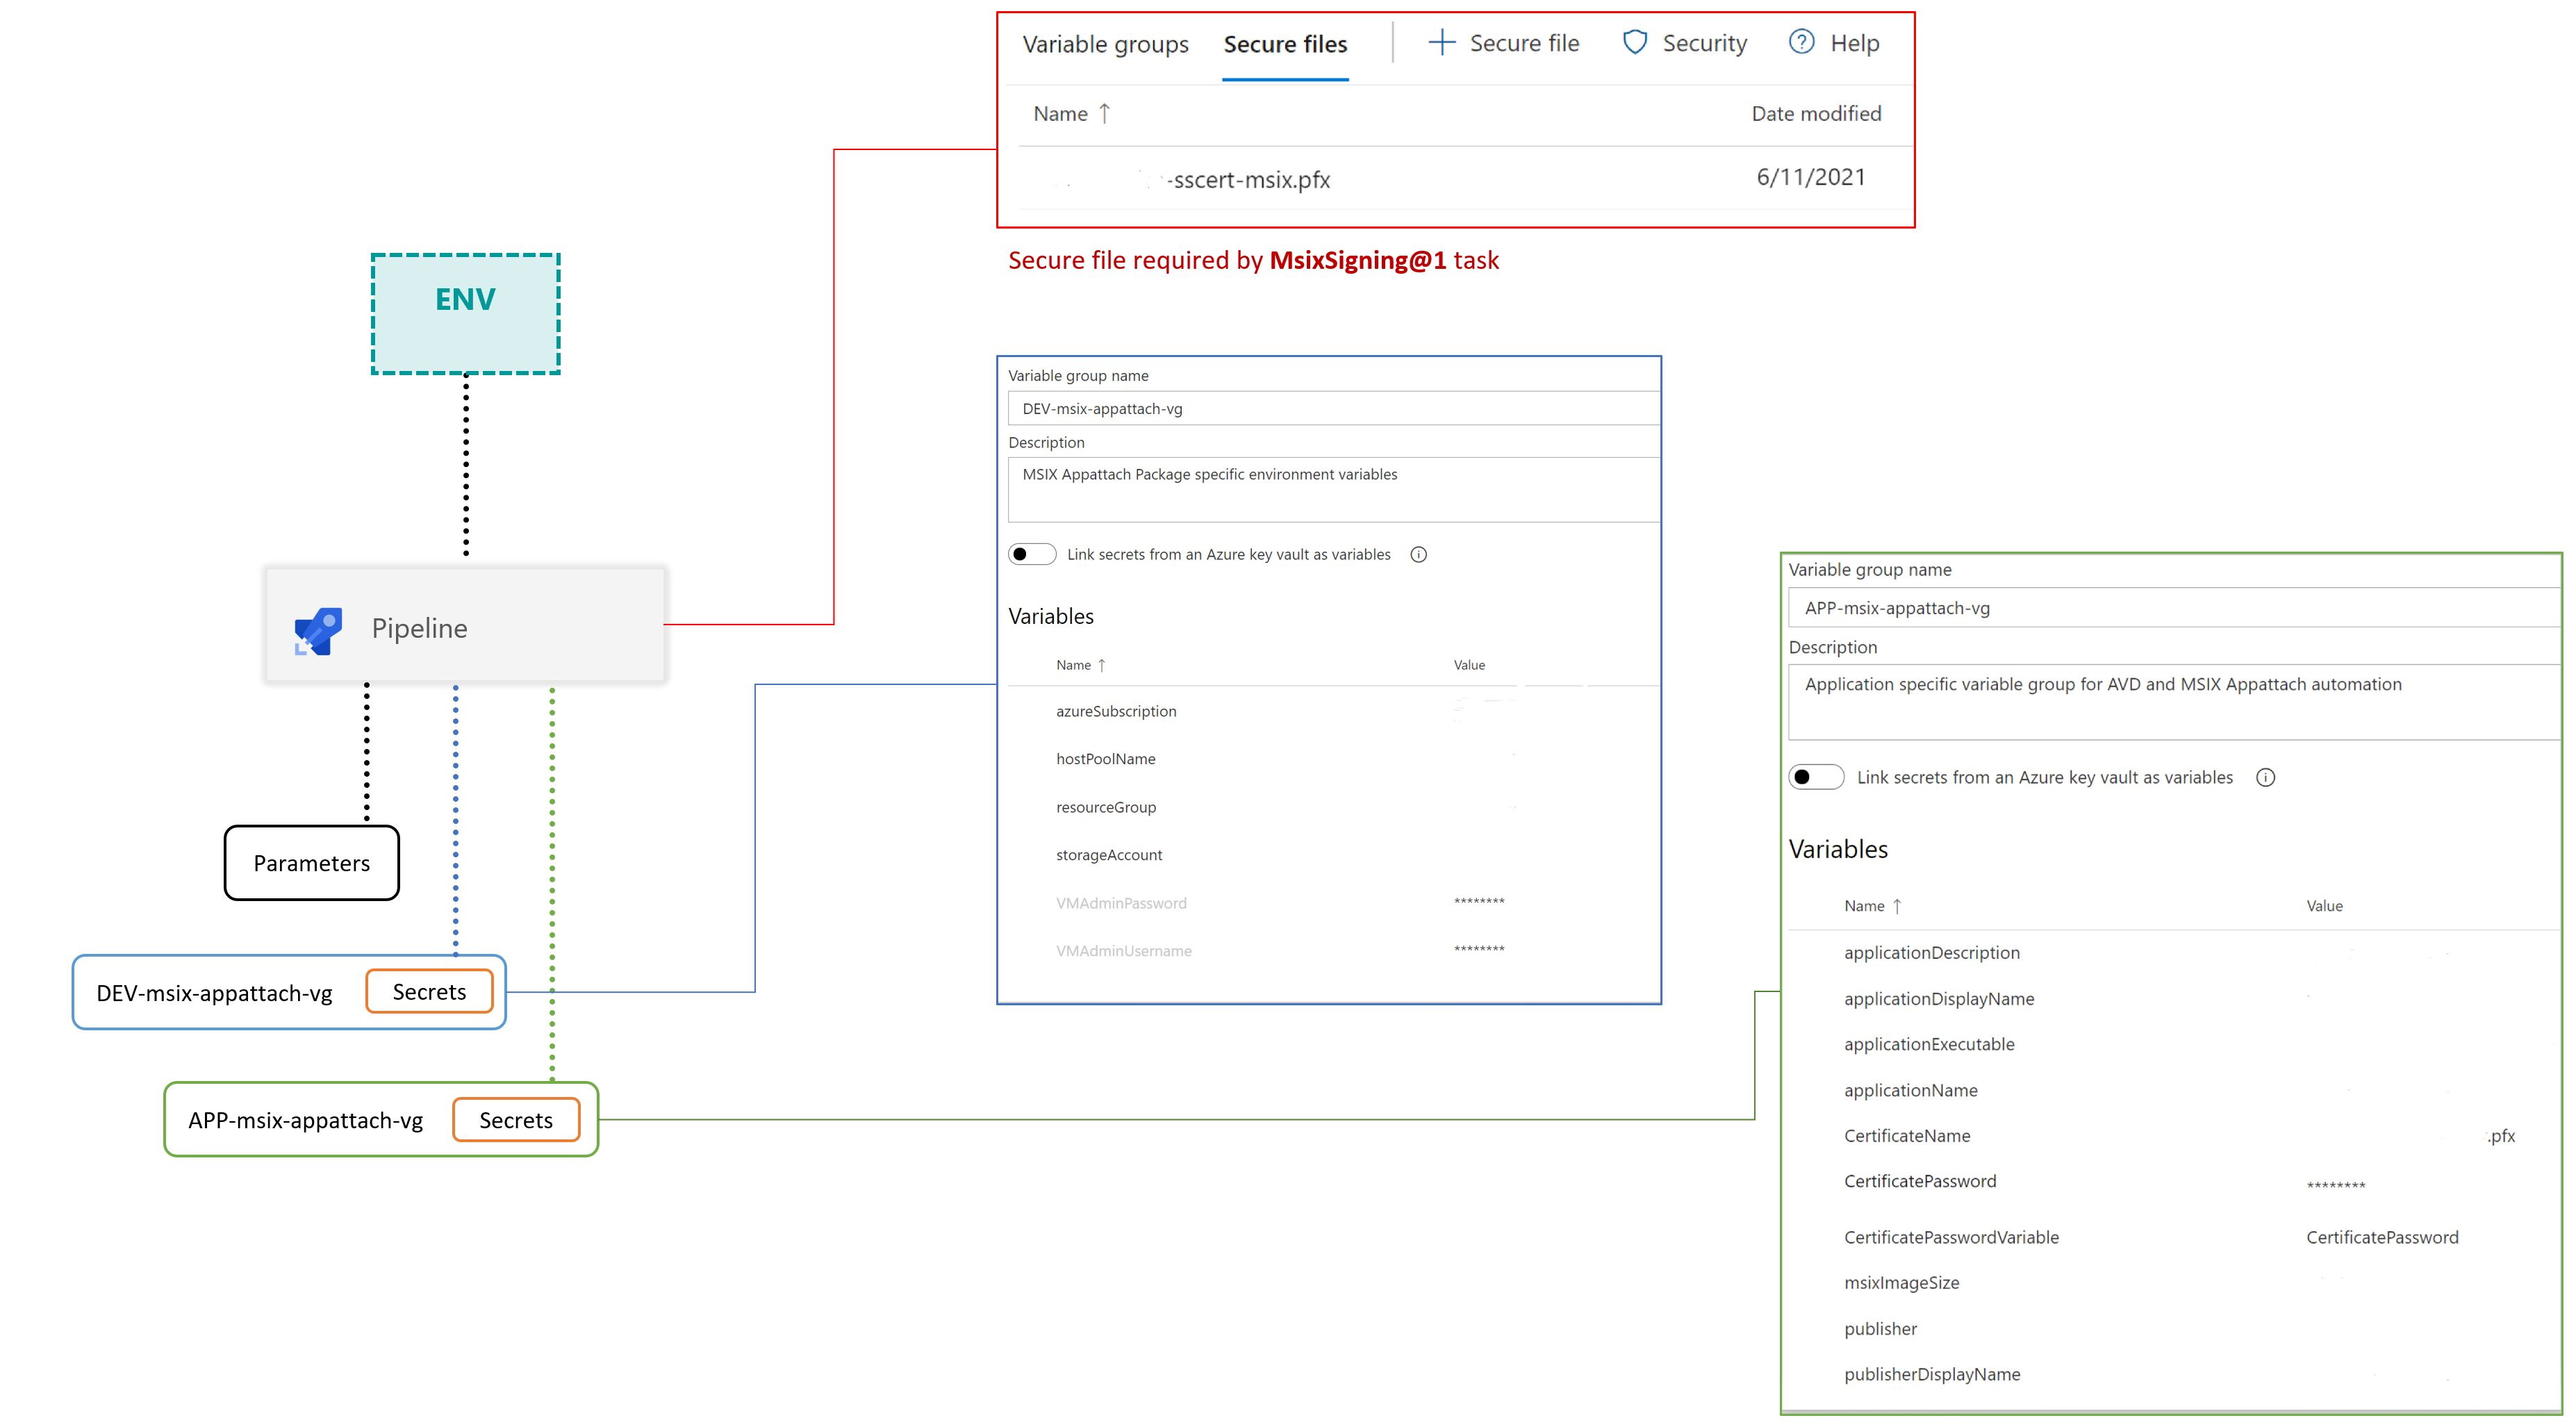 Variable groups Secure files Secure file Security Help
Name ↑ Date modified
-sscert-msix.pfx 6/11/2021
Secure file required by MsixSigning@1 task
ENV
Pipeline
Parameters
DEV-msix-appattach-vg Secrets
APP-msix-appattach-vg Secrets
Variable group name
DEV-msix-appattach-vg
Description
MSIX Appattach Package specific environment variables
Link secrets from an Azure key vault as variables
Variables
Name ↑ Value
azureSubscription
hostPoolName
resourceGroup
storageAccount
VMAdminPassword ********
VMAdminUsername ********
Variable group name
APP-msix-appattach-vg
Description
Application specific variable group for AVD and MSIX Appattach automation
Link secrets from an Azure key vault as variables
Variables
Name ↑ Value
applicationDescription
applicationDisplayName
applicationExecutable
applicationName
CertificateName .pfx
CertificatePassword ********
CertificatePasswordVariable CertificatePassword
msixImageSize
publisher
publisherDisplayName